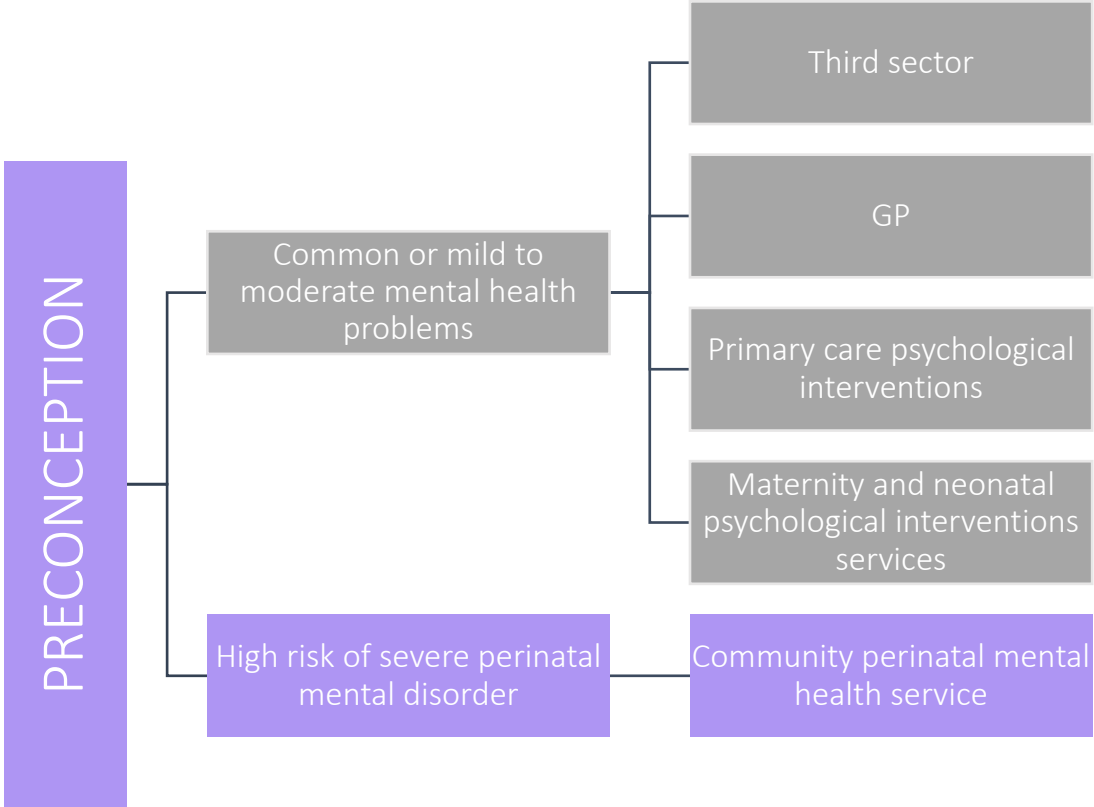 PRECONCEPTION
Common or mild to
moderate mental health
problems
Third sector
GP
Primary care psychological
interventions
Maternity and neonatal
psychological interventions
services
High risk of severe perinatal
mental disorder
Community perinatal mental
health service